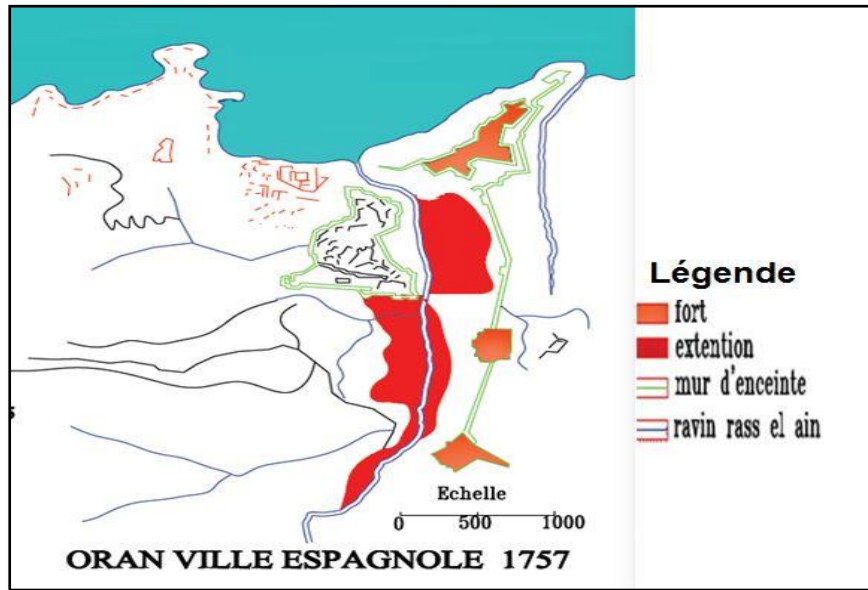 Légende
fort
extention
mur d'enceinte
ravin rass el ain
Echelle
0 500 1000
ORAN VILLE ESPAGNOLE 1757